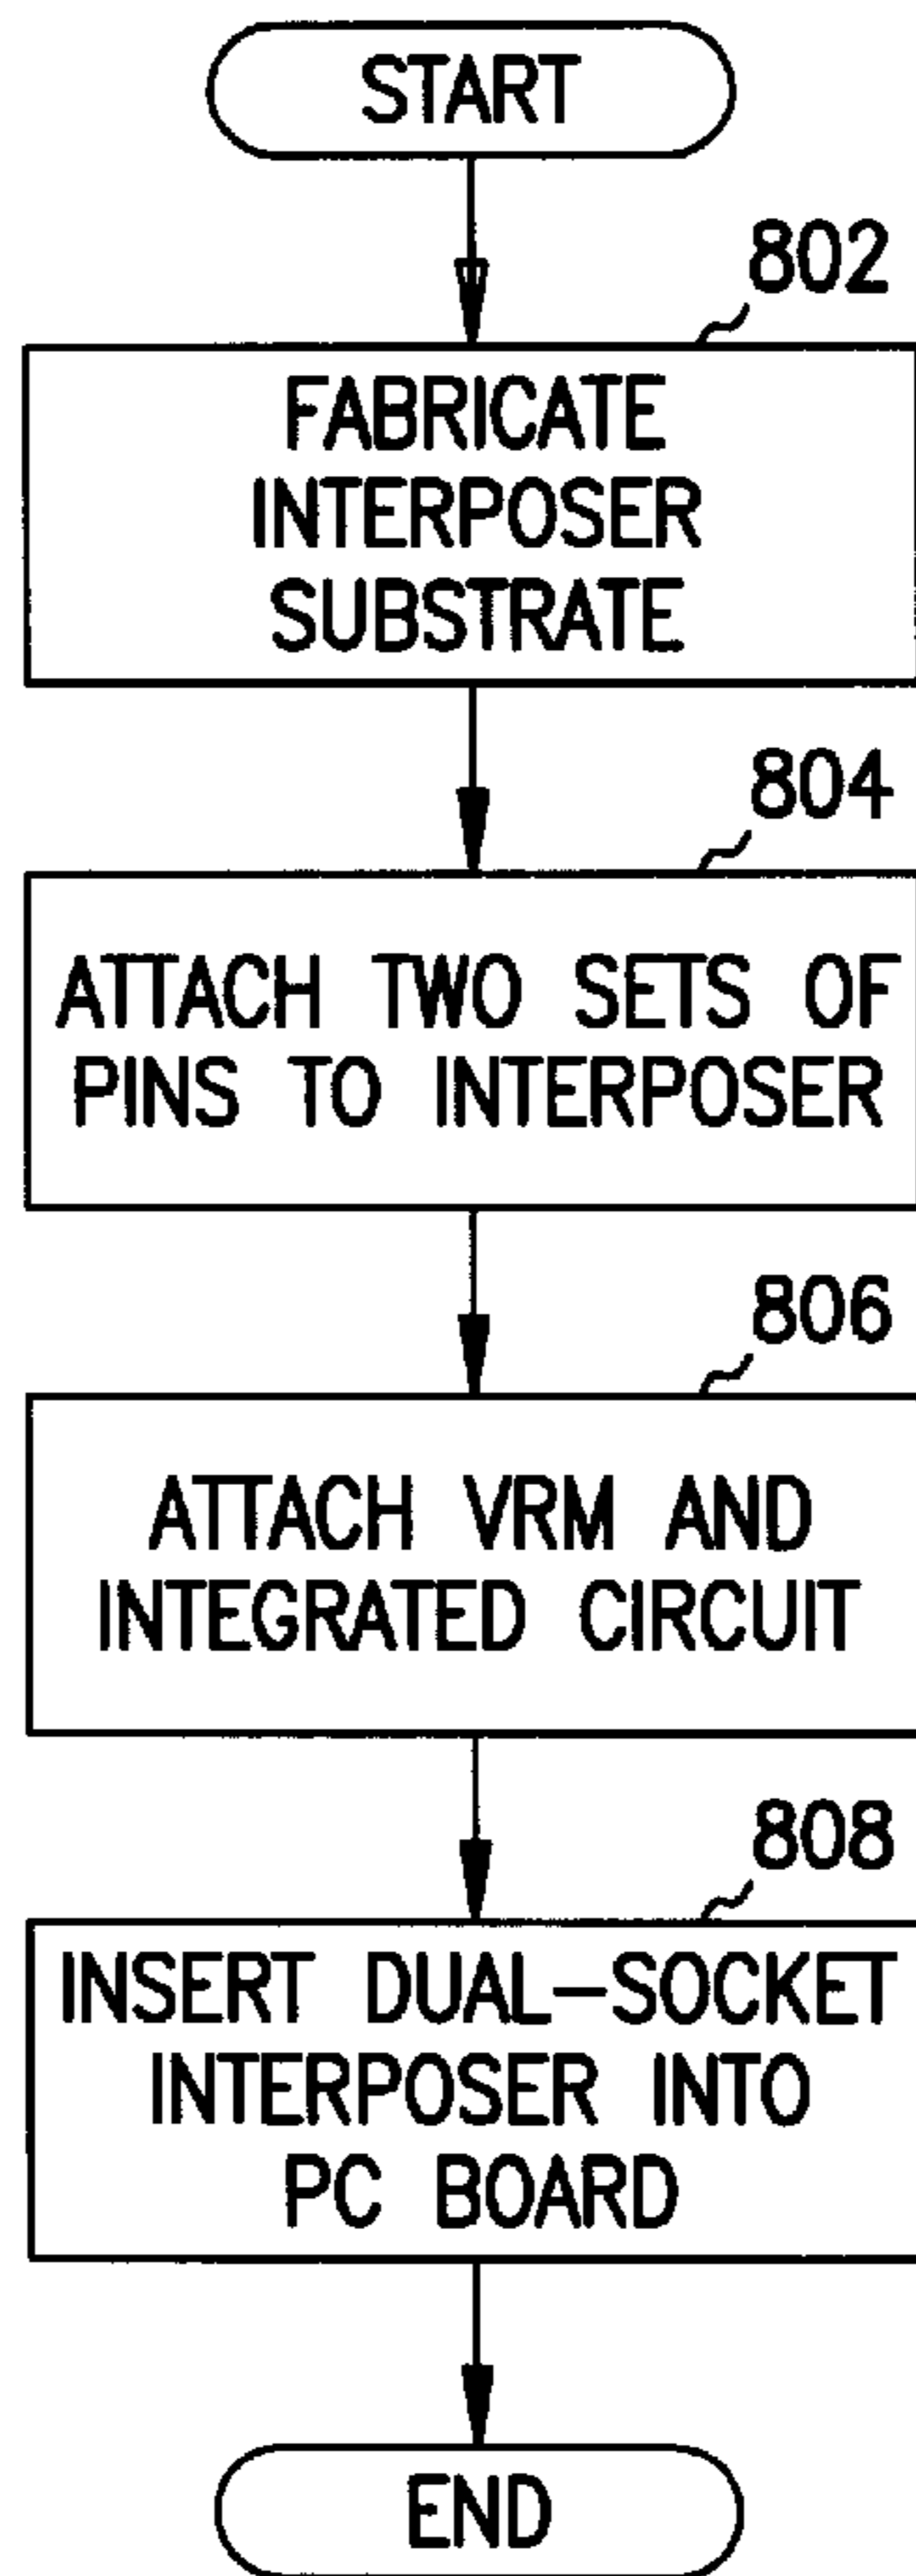 START
802
FABRICATE
INTERPOSER
SUBSTRATE
804
ATTACH TWO SETS OF
PINS TO INTERPOSER
806
ATTACH VRM AND
INTEGRATED CIRCUIT
808
INSERT DUAL-SOCKET
INTERPOSER INTO
PC BOARD
END